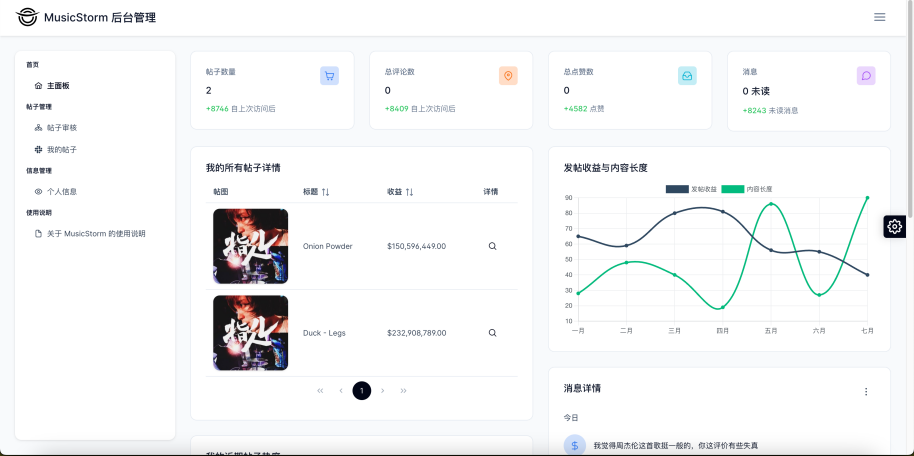 MusicStorm 后台管理
首页
主面板
帖子管理
帖子审核
我的帖子
信息管理
个人信息
使用说明
关于 MusicStorm 的使用说明
帖子数量
2
+8746 自上次访问后
总评论数
0
+8409 自上次访问后
总点赞数
0
+4582 点赞
消息
0 未读
+8243 未读消息
我的所有帖子详情
帖图 标题 收益 详情
指人
Onion Powder $150,596,449.00
指人
Duck - Legs $232,908,789.00
1
发帖收益与内容长度
发帖收益 内容长度
90
80
70
60
50
40
30
20
10
一月 二月 三月 四月 五月 六月 七月
消息详情
今日
我觉得周杰伦这首歌挺一般的，你这评价有些失真